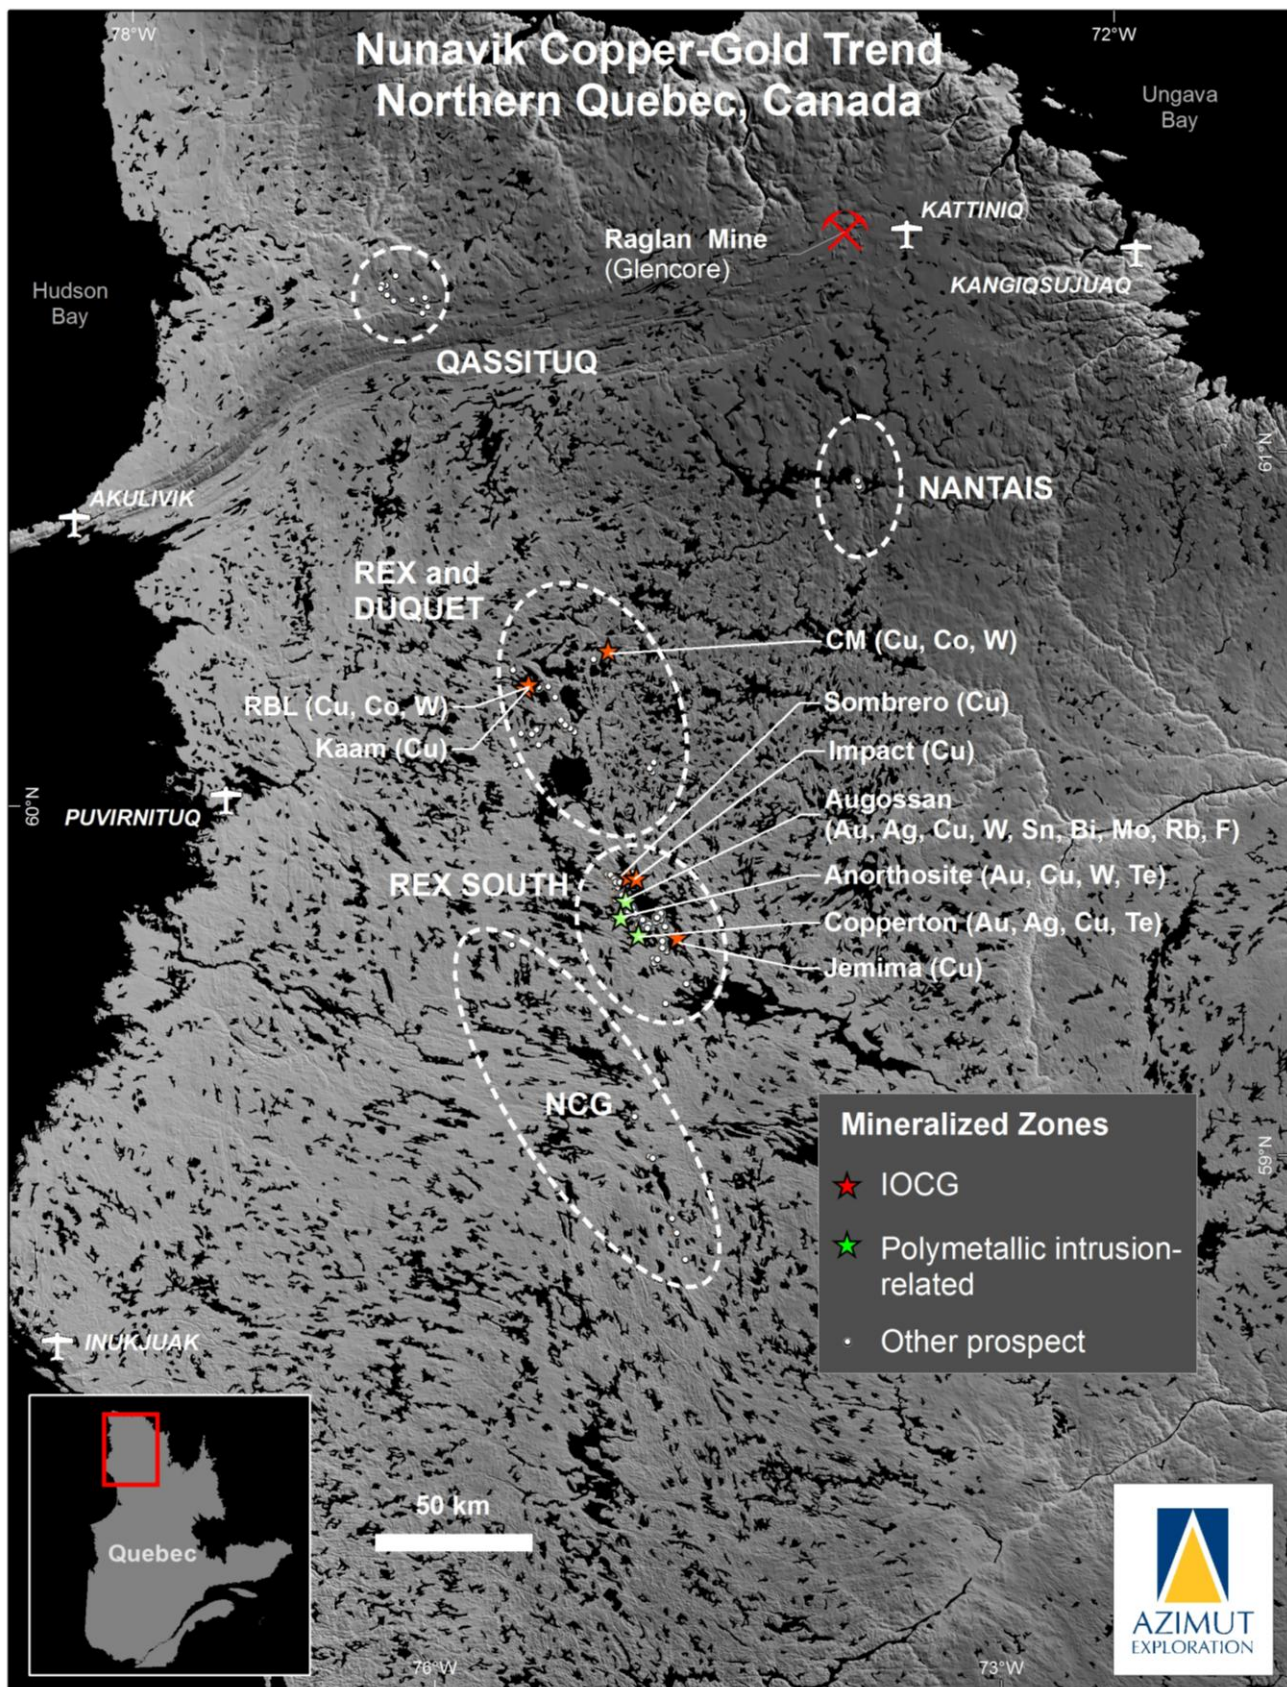 78°W
72°W
Nunavik Copper-Gold Trend
Northern Quebec, Canada
Ungava
Bay
KATTINIQ
Raglan Mine
(Glencore)
KANGIQSUJUAQ
Hudson
Bay
QASSITUQ
61°N
NANTAIS
AKULIVIK
REX and
DUQUET
CM (Cu, Co, W)
RBL (Cu, Co, W)
Sombrero (Cu)
Kaam (Cu)
Impact (Cu)
60°N
PUVIRNITUQ
Augossan
(Au, Ag, Cu, W, Sn, Bi, Mo, Rb, F)
REX SOUTH
Anorthosite (Au, Cu, W, Te)
Copperton (Au, Ag, Cu, Te)
Jemima (Cu)
NCG
Mineralized Zones
59°N
IOCG
Polymetallic intrusion-
related
Other prospect
INUKJUAK
50 km
Quebec
AZIMUT
EXPLORATION
76°W
73°W